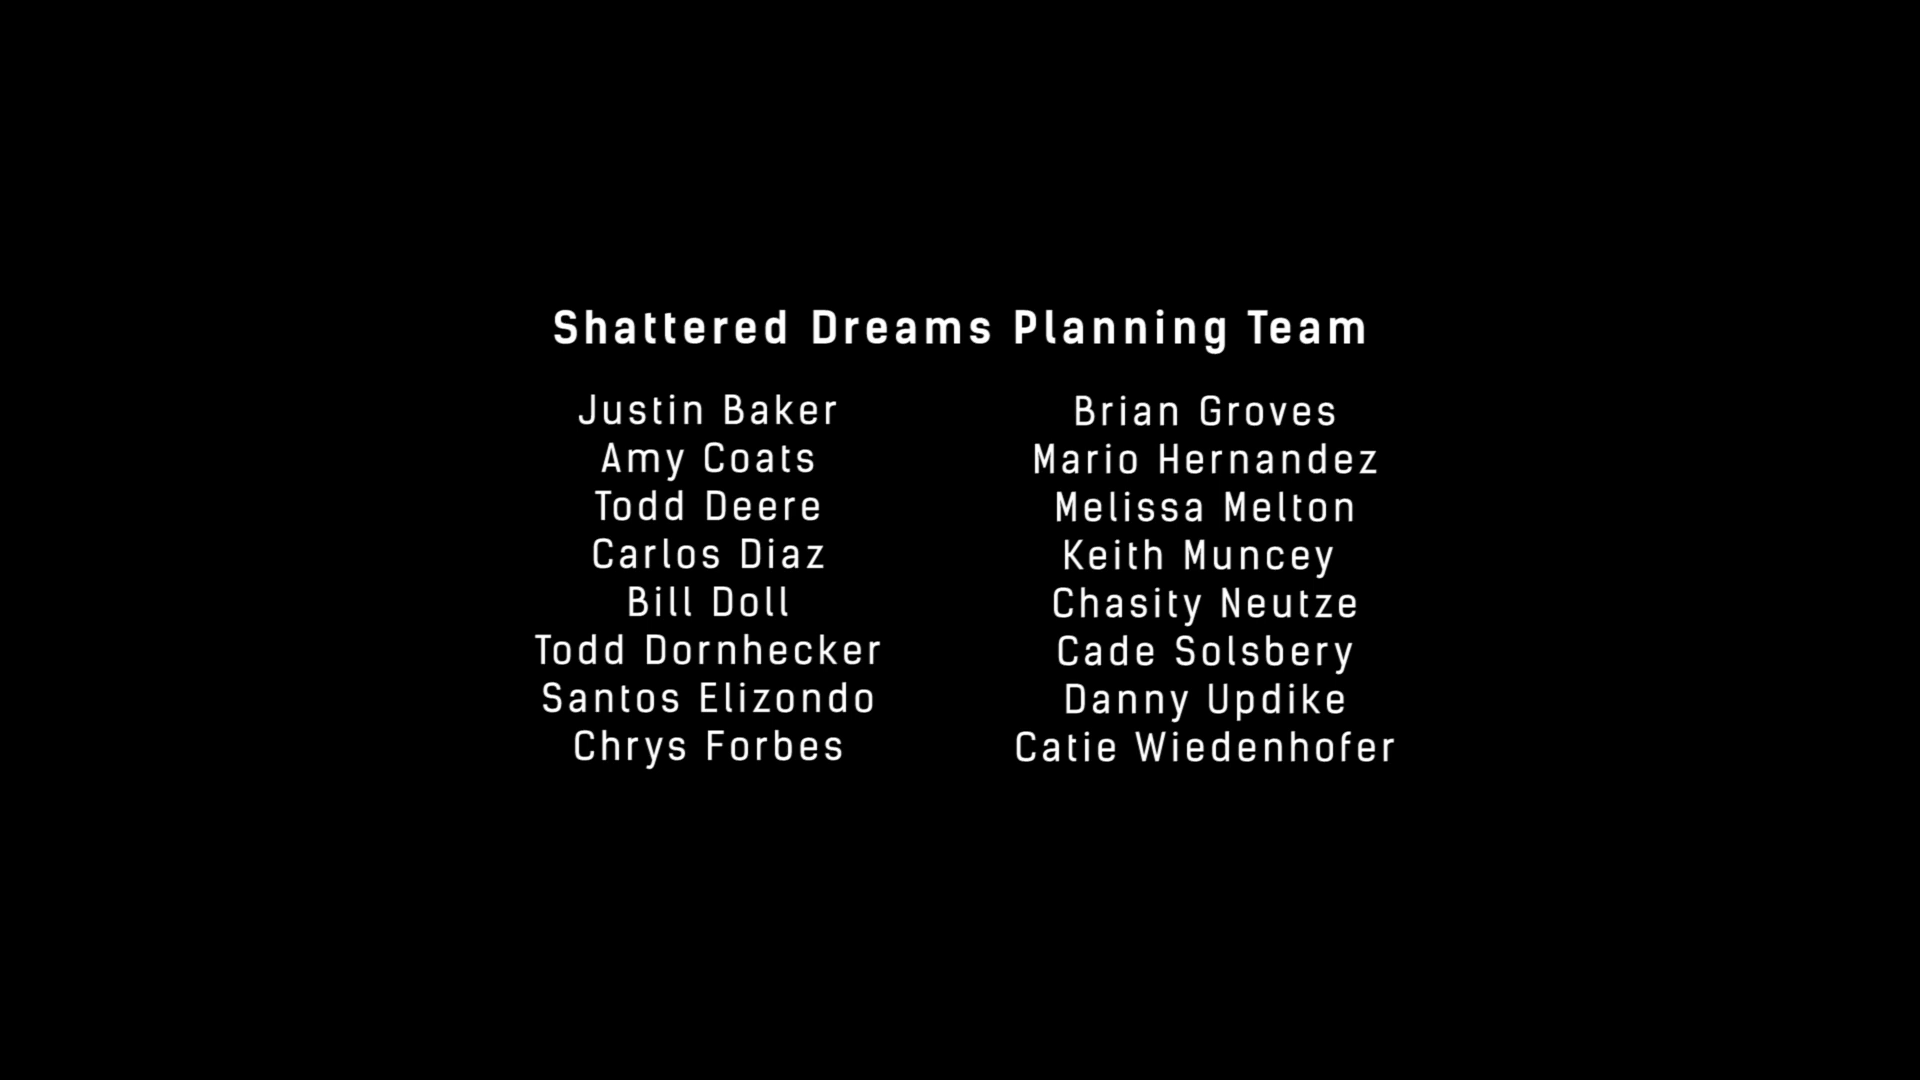 Shattered Dreams Planning Team
Justin Baker
Amy Coats
Todd Deere
Carlos Diaz
Bill Doll
Todd Dornhecker
Santos Elizondo
Chrys Forbes
Brian Groves
Mario Hernandez
Melissa Melton
Keith Muncey
Chasity Neutze
Cade Solsbery
Danny Updike
Catie Wiedenhofer